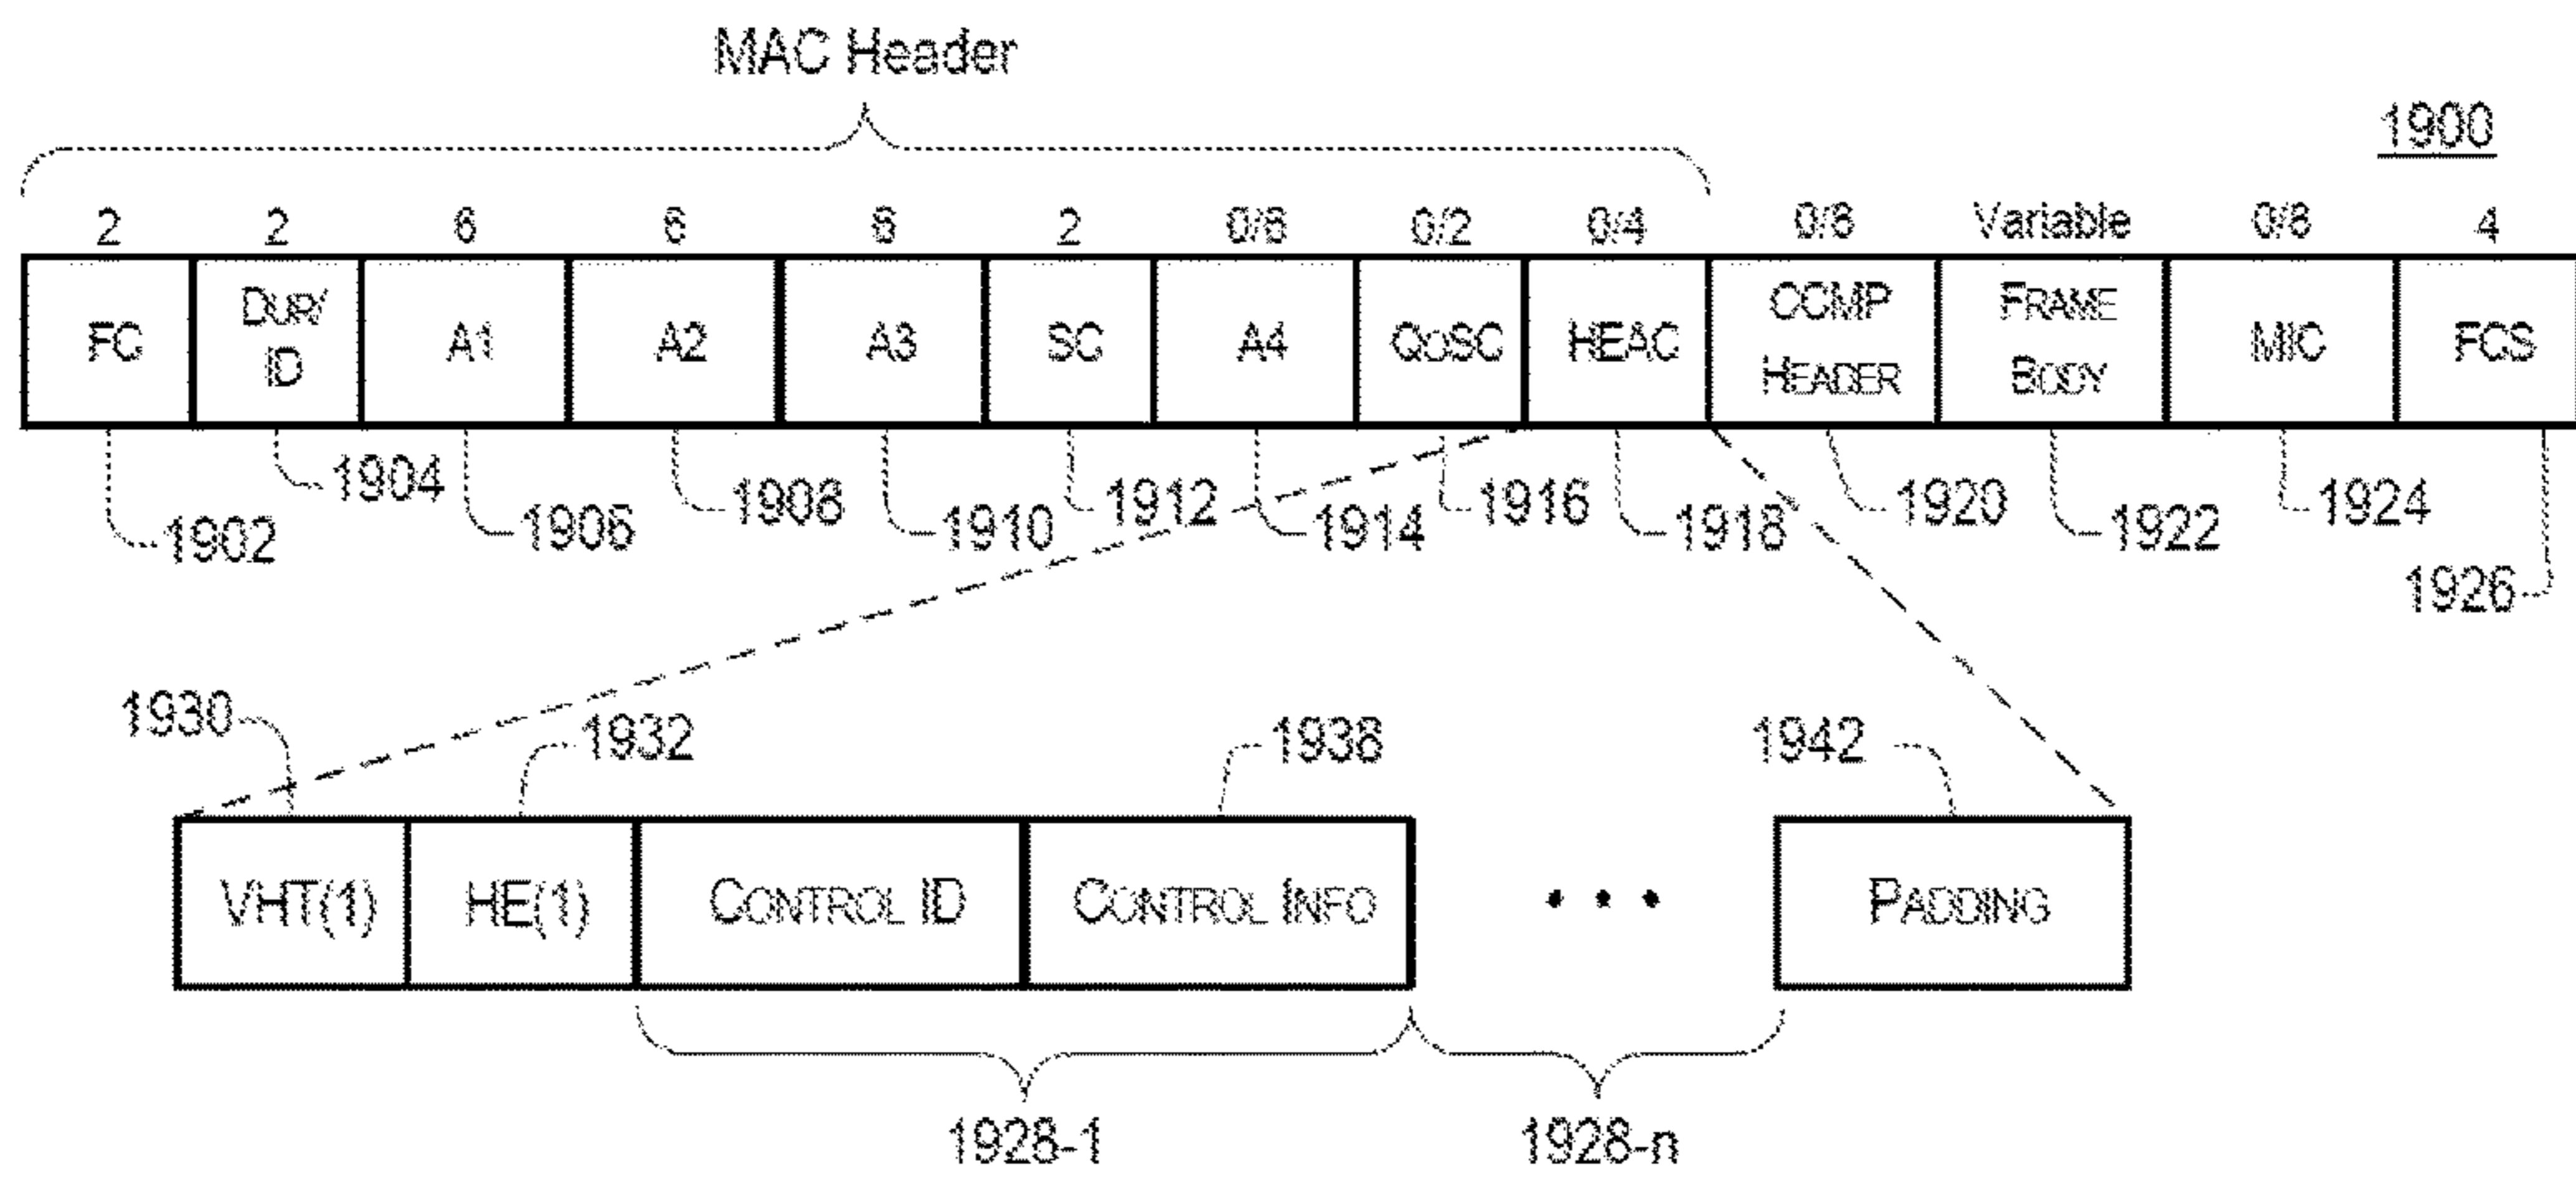 MAC Header
1900
2 2 6 6 6 2 0/6 0/2 0/4 0/8 Variable 0/8 4
FC DUR/ID A1 A2 A3 SC A4 QOSC HEAC CCMP HEADER FRAME BODY MIC FCS
1902 1904 1906 1908 1910 1912 1914 1916 1918 1920 1922 1924 1926
1930 1932 1938 1942
VHT(1) HE(1) CONTROL ID CONTROL INFO • • • PADDING
1928-1 1928-n